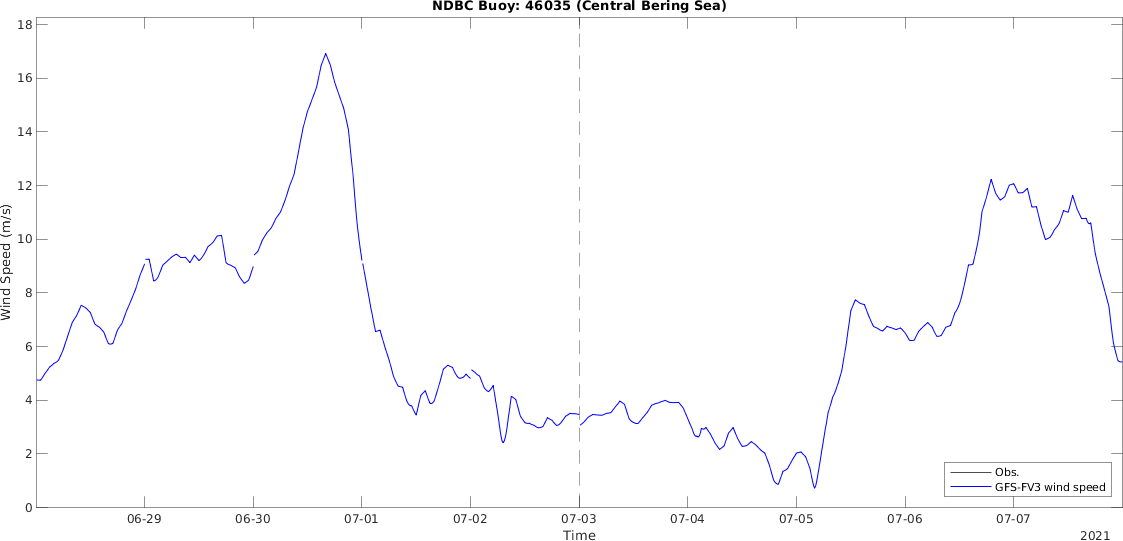 NDBC Buoy: 46035 (Central Bering Sea)
18
16
14
12
10
8
6
4
2
0
Wind Speed (m/s)
06-29 06-30 07-01 07-02 07-03 07-04 07-05 07-06 07-07
Time
2021
Obs.
GFS-FV3 wind speed